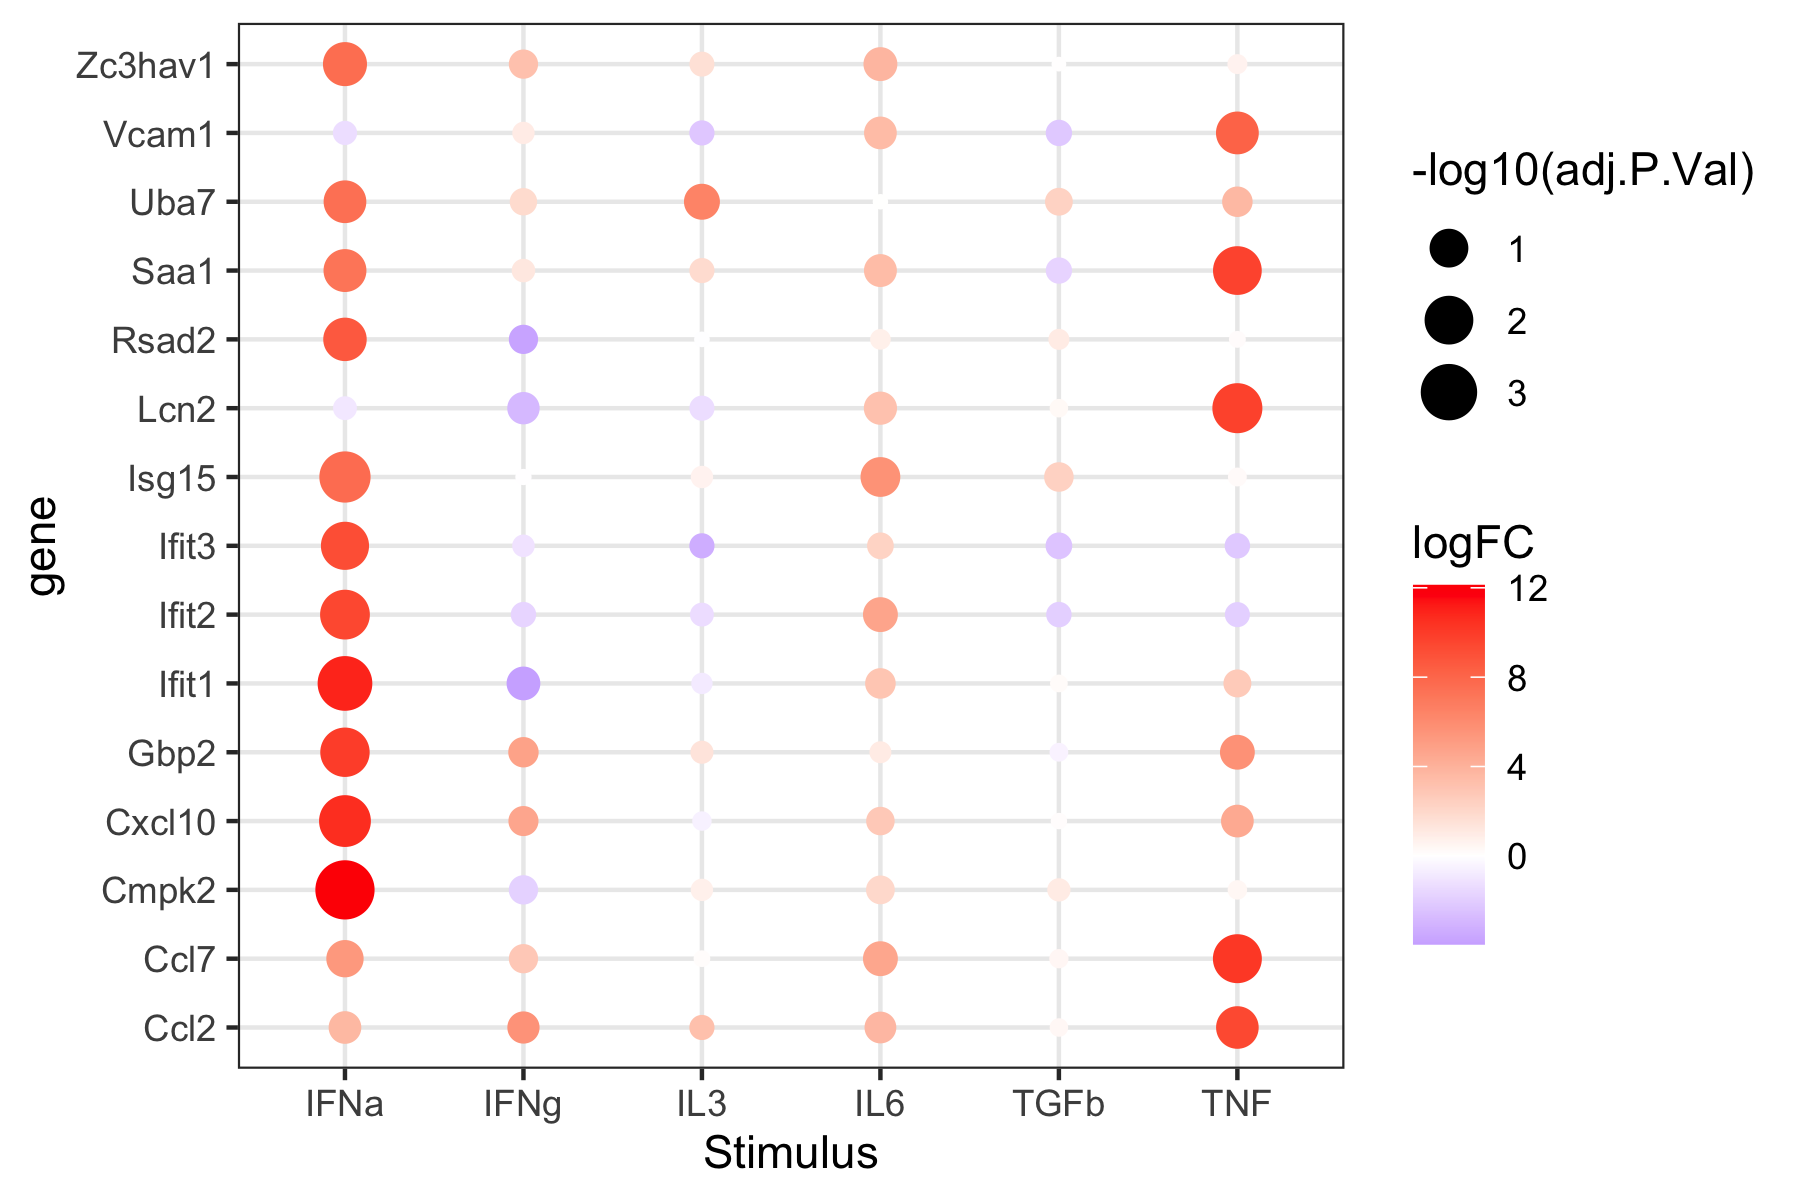 Zc3hav1
Vcam1
Uba7
Saa1
Rsad2
Lcn2
Isg15
Ifit3
Ifit2
Ifit1
Gbp2
Cxcl10
Cmpk2
Ccl7
Ccl2
gene
IFNa IFNg IL3 IL6 TGFb TNF
Stimulus
-log10(adj.P.Val)
1
2
3
logFC
12
8
4
0